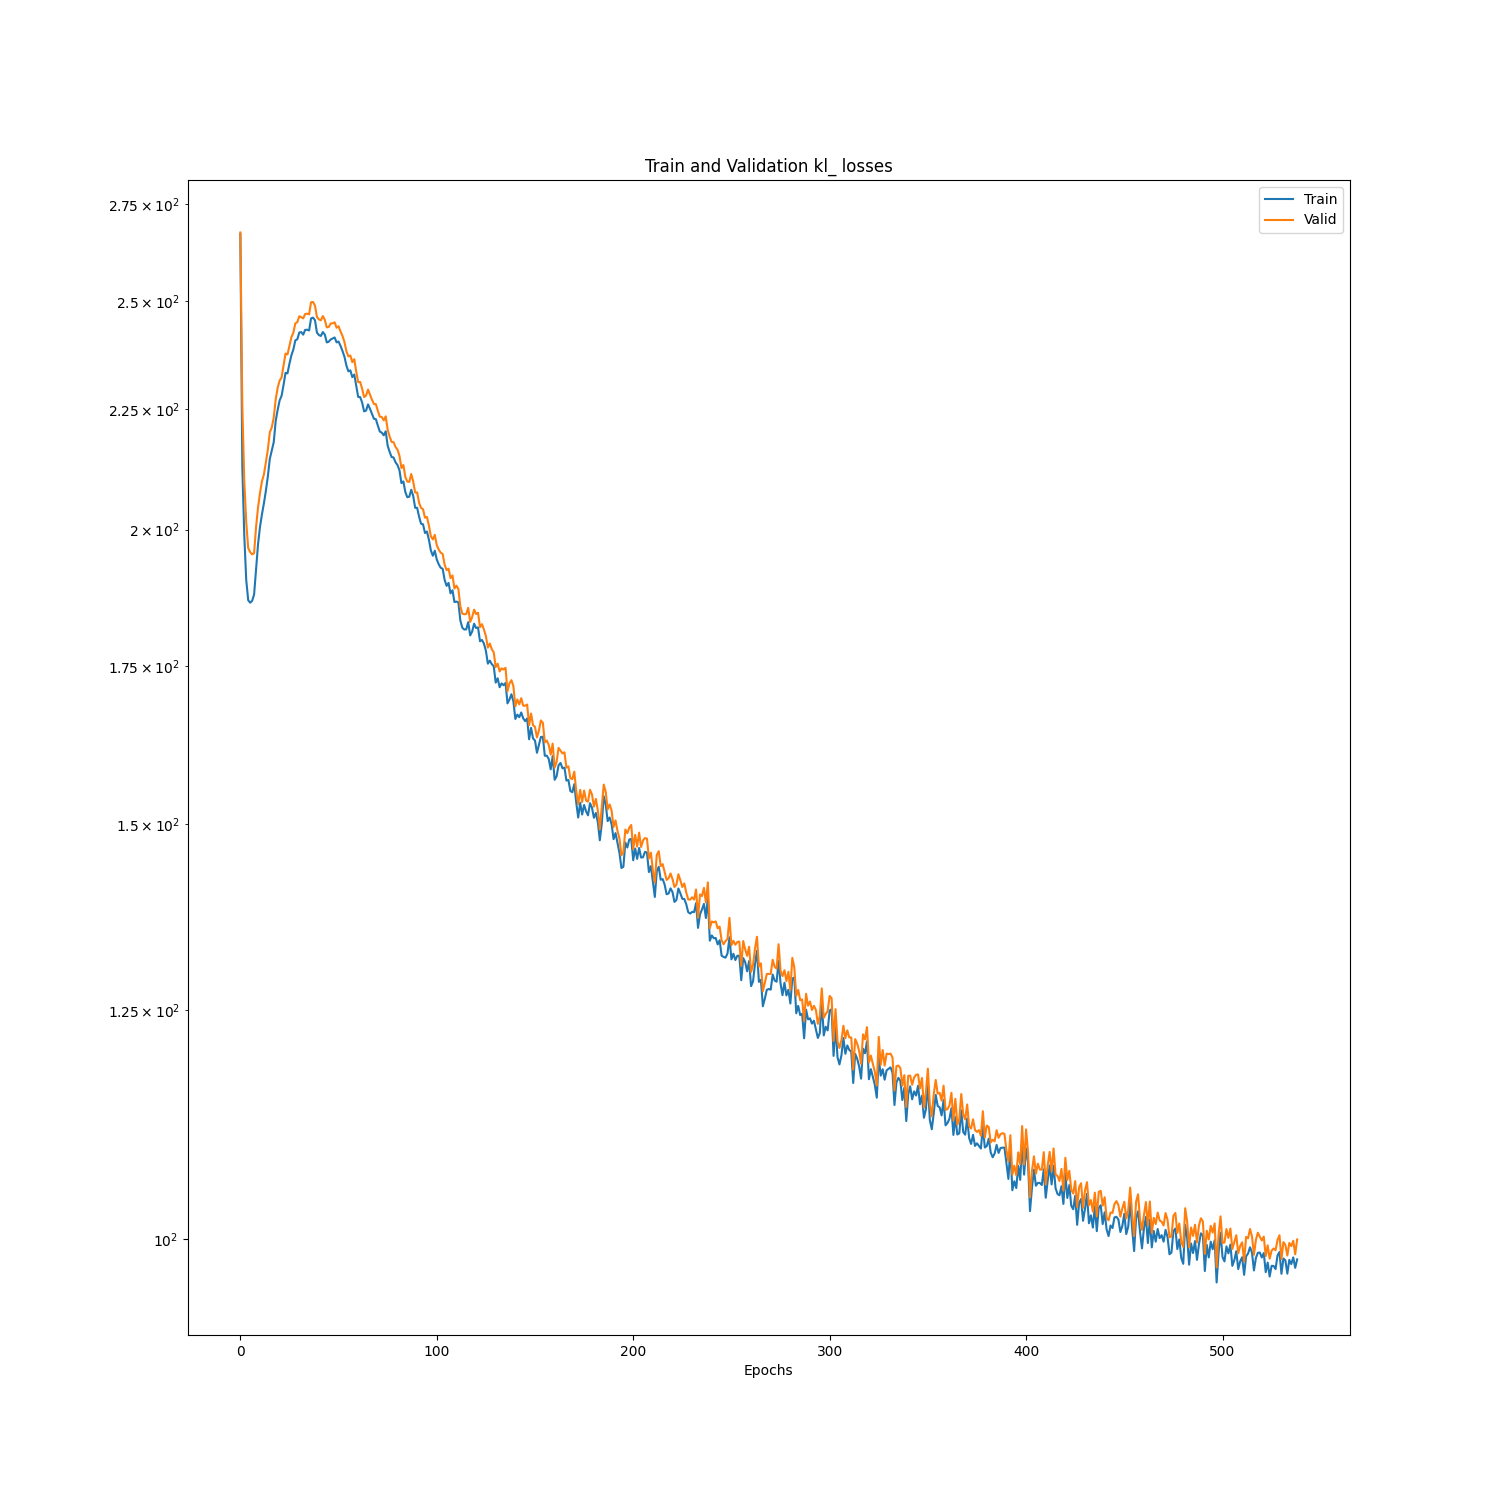 Train and Validation kl_ losses
Train
Valid
2.75 × 10²
2.5 × 10²
2.25 × 10²
2 × 10²
1.75 × 10²
1.5 × 10²
1.25 × 10²
10²
0 100 200 300 400 500
Epochs